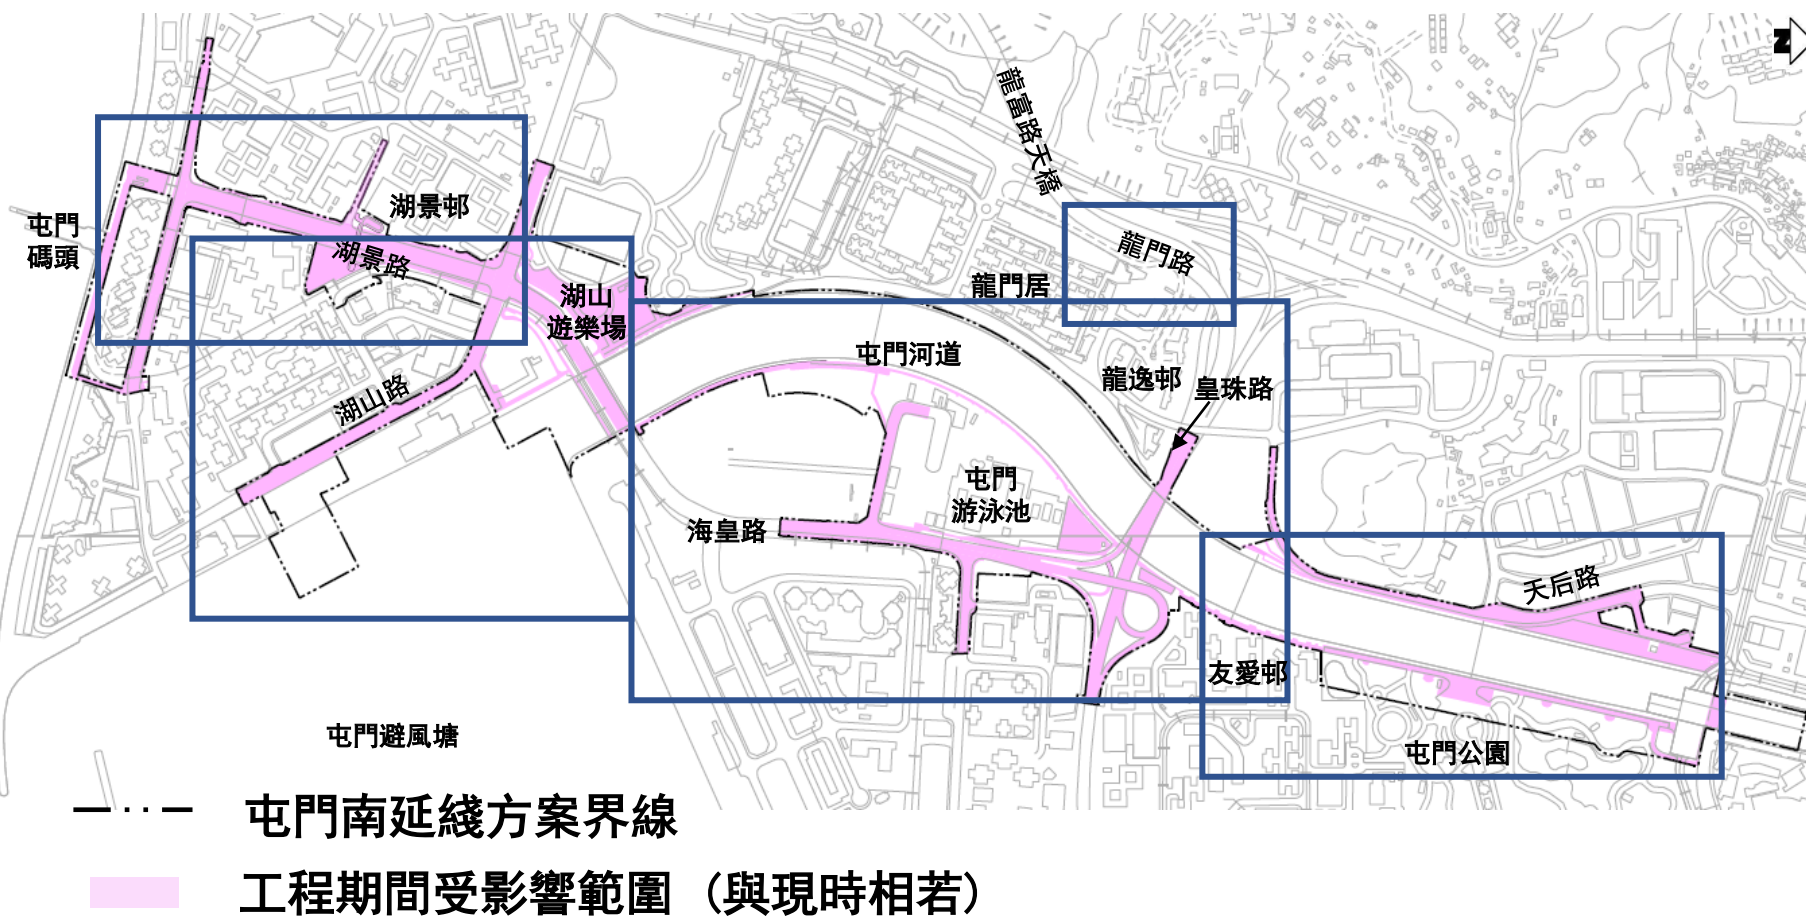 N
龍富路天橋
屯門
碼頭
湖景邨
湖景路
龍門路
湖山
遊樂場
龍門居
屯門河道
龍逸邨
皇珠路
湖山路
屯門
游泳池
海皇路
天后路
友愛邨
屯門避風塘
屯門公園
屯門南延綫方案界線
工程期間受影響範圍（與現時相若）